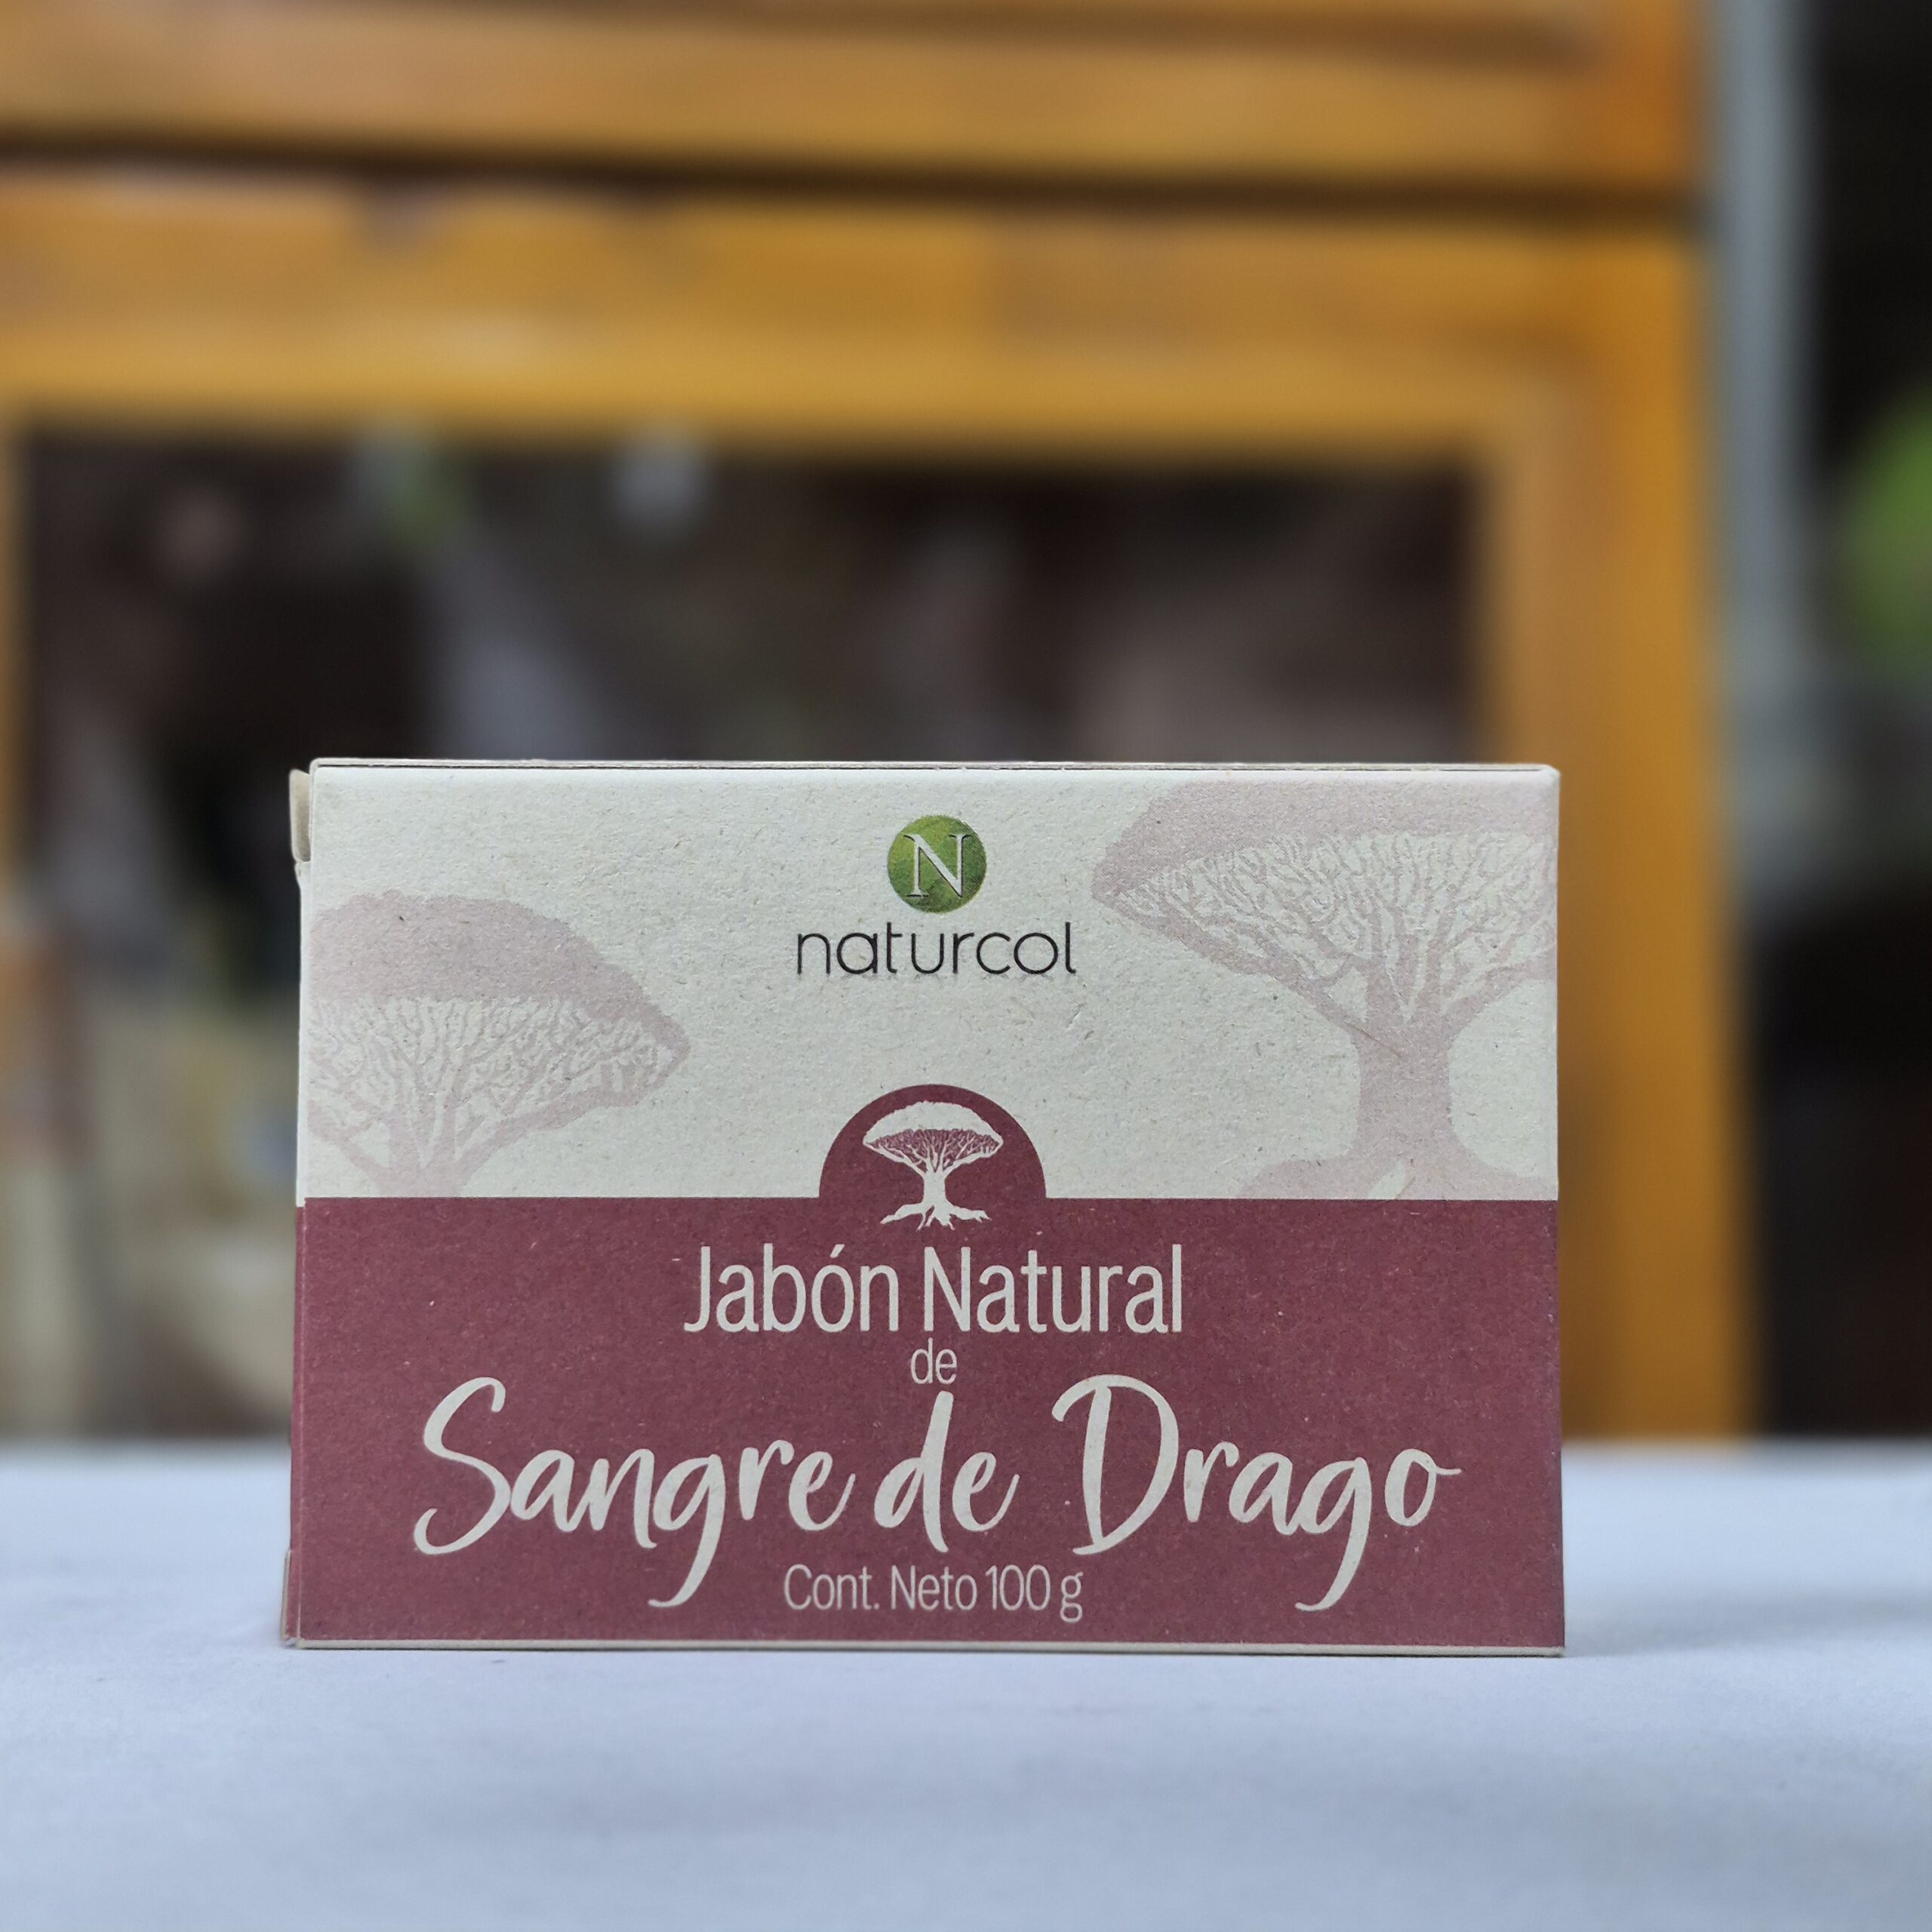 N
naturcol
Jabón Natural
de
Sangre de Drago
Cont. Neto 100 g